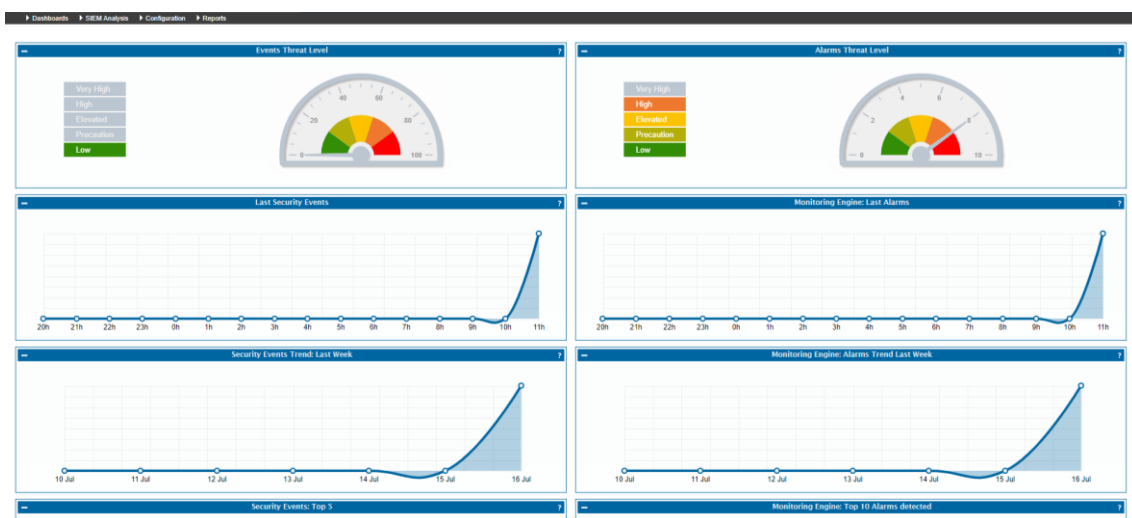 Dashboards SIEM Analysis Configuration Reports
Events Threat Level ?
Very High
High
Elevated
Precaution
Low
0 20 40 60 80 100
Alarms Threat Level ?
Very High
High
Elevated
Precaution
Low
0 2 4 6 8 10
Last Security Events ?
20h 21h 22h 23h 0h 1h 2h 3h 4h 5h 6h 7h 8h 9h 10h 11h
Monitoring Engine: Last Alarms ?
20h 21h 22h 23h 0h 1h 2h 3h 4h 5h 6h 7h 8h 9h 10h 11h
Security Events Trend: Last Week ?
10 Jul 11 Jul 12 Jul 13 Jul 14 Jul 15 Jul 16 Jul
Monitoring Engine: Alarms Trend Last Week ?
10 Jul 11 Jul 12 Jul 13 Jul 14 Jul 15 Jul 16 Jul
Security Events: Top 5 ?
Monitoring Engine: Top 10 Alarms detected ?